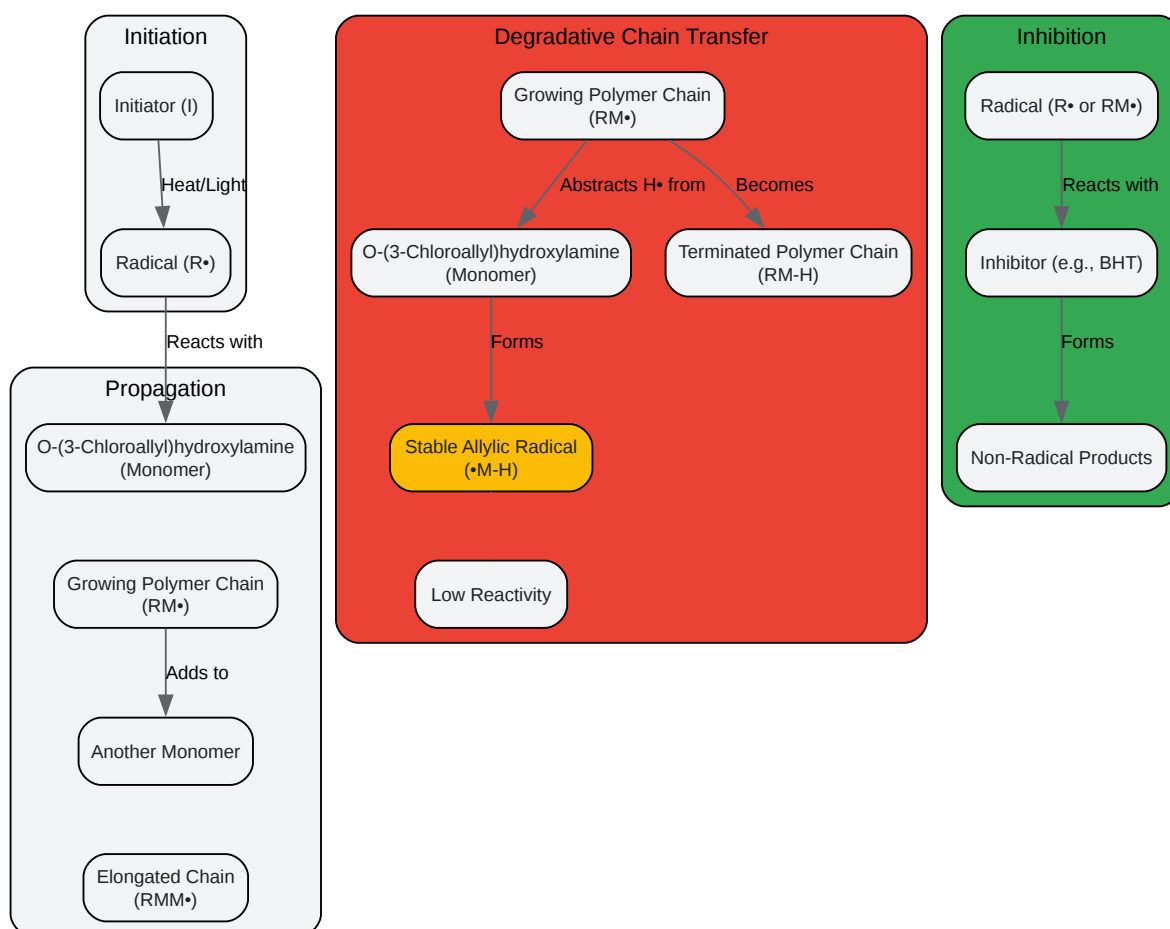 Initiation
Initiator (I)
Heat/Light
Radical (R•)
Reacts with
Propagation
O-(3-Chloroallyl)hydroxylamine
(Monomer)
Growing Polymer Chain
(RM•)
Adds to
Another Monomer
Elongated Chain
(RMM•)
Degradative Chain Transfer
Growing Polymer Chain
(RM•)
Abstracts H• from
Becomes
O-(3-Chloroallyl)hydroxylamine
(Monomer)
Terminated Polymer Chain
(RM-H)
Forms
Stable Allylic Radical
(•M-H)
Low Reactivity
Inhibition
Radical (R• or RM•)
Reacts with
Inhibitor (e.g., BHT)
Forms
Non-Radical Products